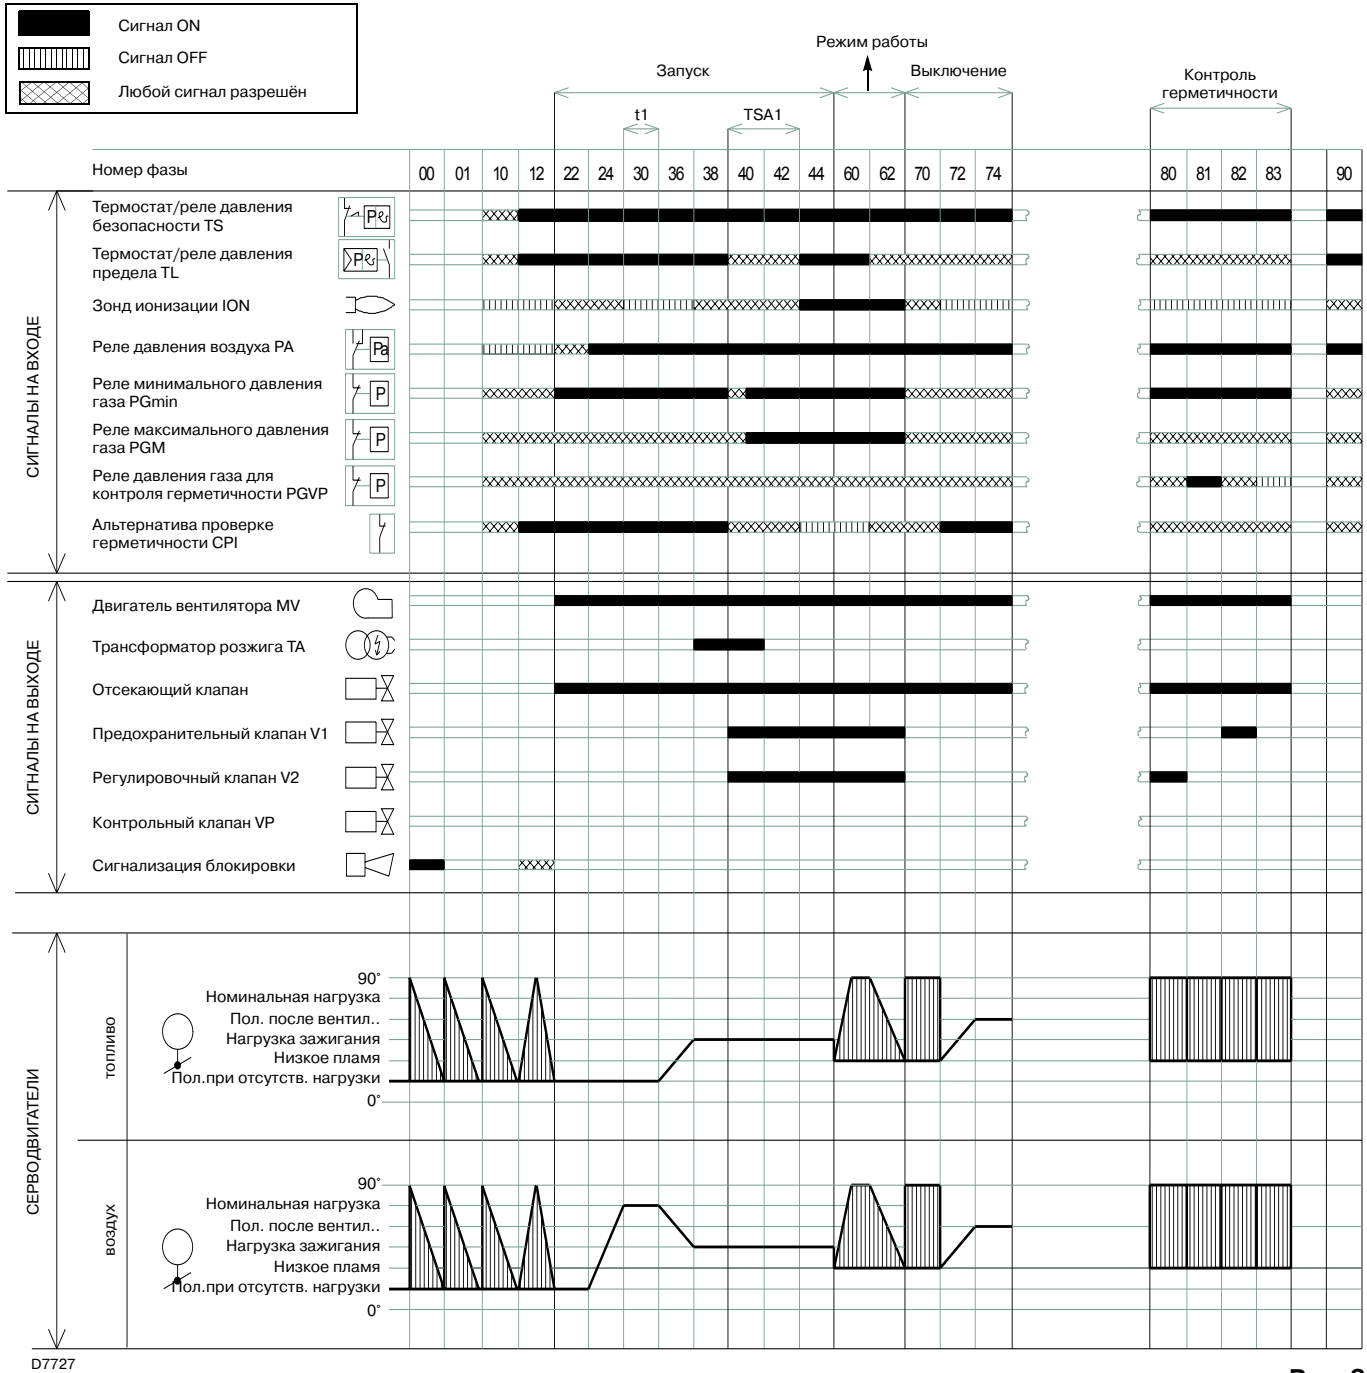 Сигнал ON
Сигнал OFF
Любой сигнал разрешён
Режим работы
Запуск
Выключение
Контроль
герметичности
t1
TSA1
Номер фазы
00 01 10 12 22 24 30 36 38 40 42 44 60 62 70 72 74 80 81 82 83 90
СИГНАЛЫ НА ВХОДЕ
Термостат/реле давления
безопасности TS
P
Термостат/реле давления
предела TL
P
Зонд ионизации ION
Реле давления воздуха PA
Pa
Реле минимального давления
газа PGmin
P
Реле максимального давления
газа PGM
P
Реле давления газа для
контроля герметичности PGVP
P
Альтернатива проверке
герметичности CPI
СИГНАЛЫ НА ВЫХОДЕ
Двигатель вентилятора MV
Трансформатор розжига TA
Отсекающий клапан
Предохранительный клапан V1
Регулировочный клапан V2
Контрольный клапан VP
Сигнализация блокировки
СЕРВОДВИГАТЕЛИ
топливо
90°
Номинальная нагрузка
Пол. после вентил..
Нагрузка зажигания
Низкое пламя
Пол.при отсутств. нагрузки
0°
воздух
90°
Номинальная нагрузка
Пол. после вентил..
Нагрузка зажигания
Низкое пламя
Пол.при отсутств. нагрузки
0°
D7727